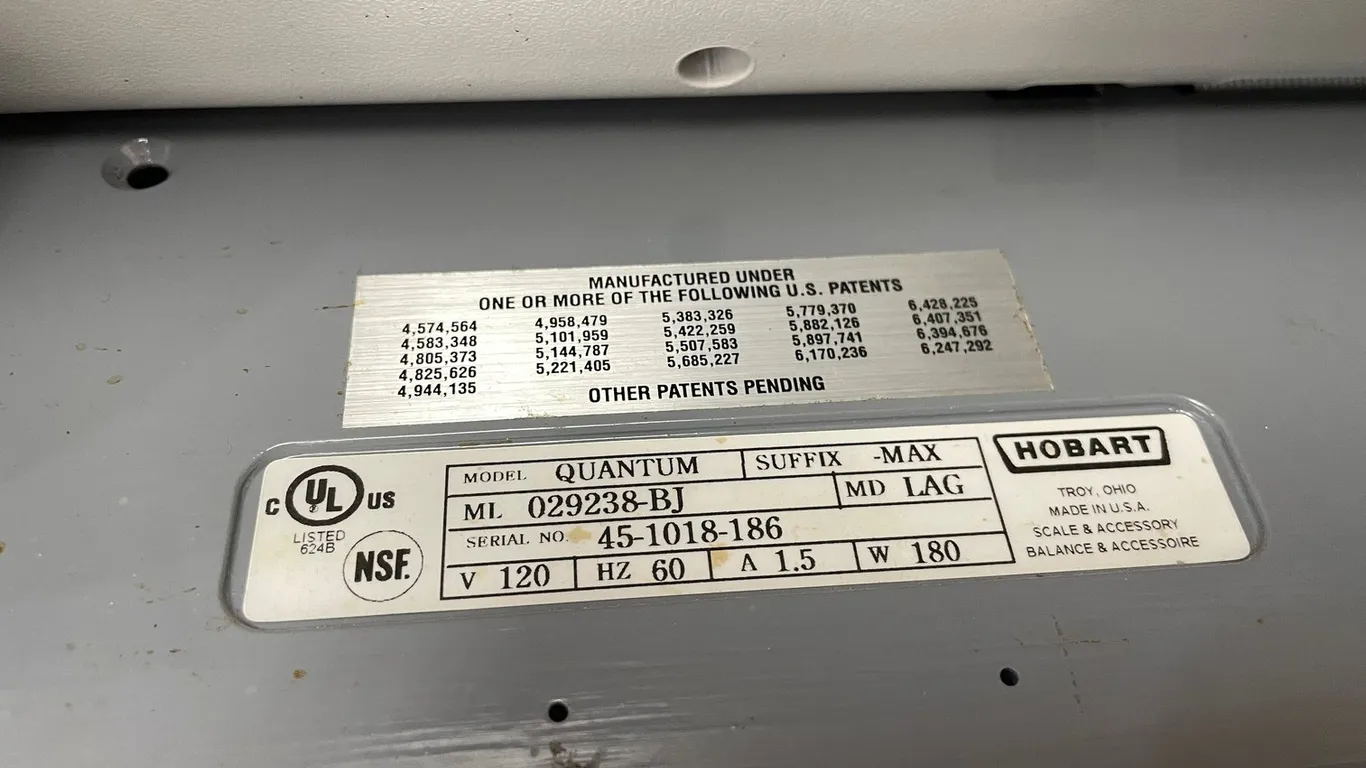 MANUFACTURED UNDER
ONE OR MORE OF THE FOLLOWING U.S. PATENTS
4,574,564 4,958,479 5,383,326 5,779,370 6,428,225
4,583,348 5,101,959 5,422,259 5,882,126 6,407,351
4,805,373 5,144,787 5,507,583 5,897,741 6,394,676
4,825,626 5,221,405 5,685,227 6,170,236 6,247,292
4,944,135
OTHER PATENTS PENDING
C UL US
LISTED
624B
NSF.
MODEL QUANTUM SUFFIX -MAX
ML 029238-BJ MD LAG
SERIAL NO. 45-1018-186
V 120 HZ 60 A 1.5 W 180
HOBART
TROY, OHIO
MADE IN U.S.A.
SCALE & ACCESSORY
BALANCE & ACCESSOIRE